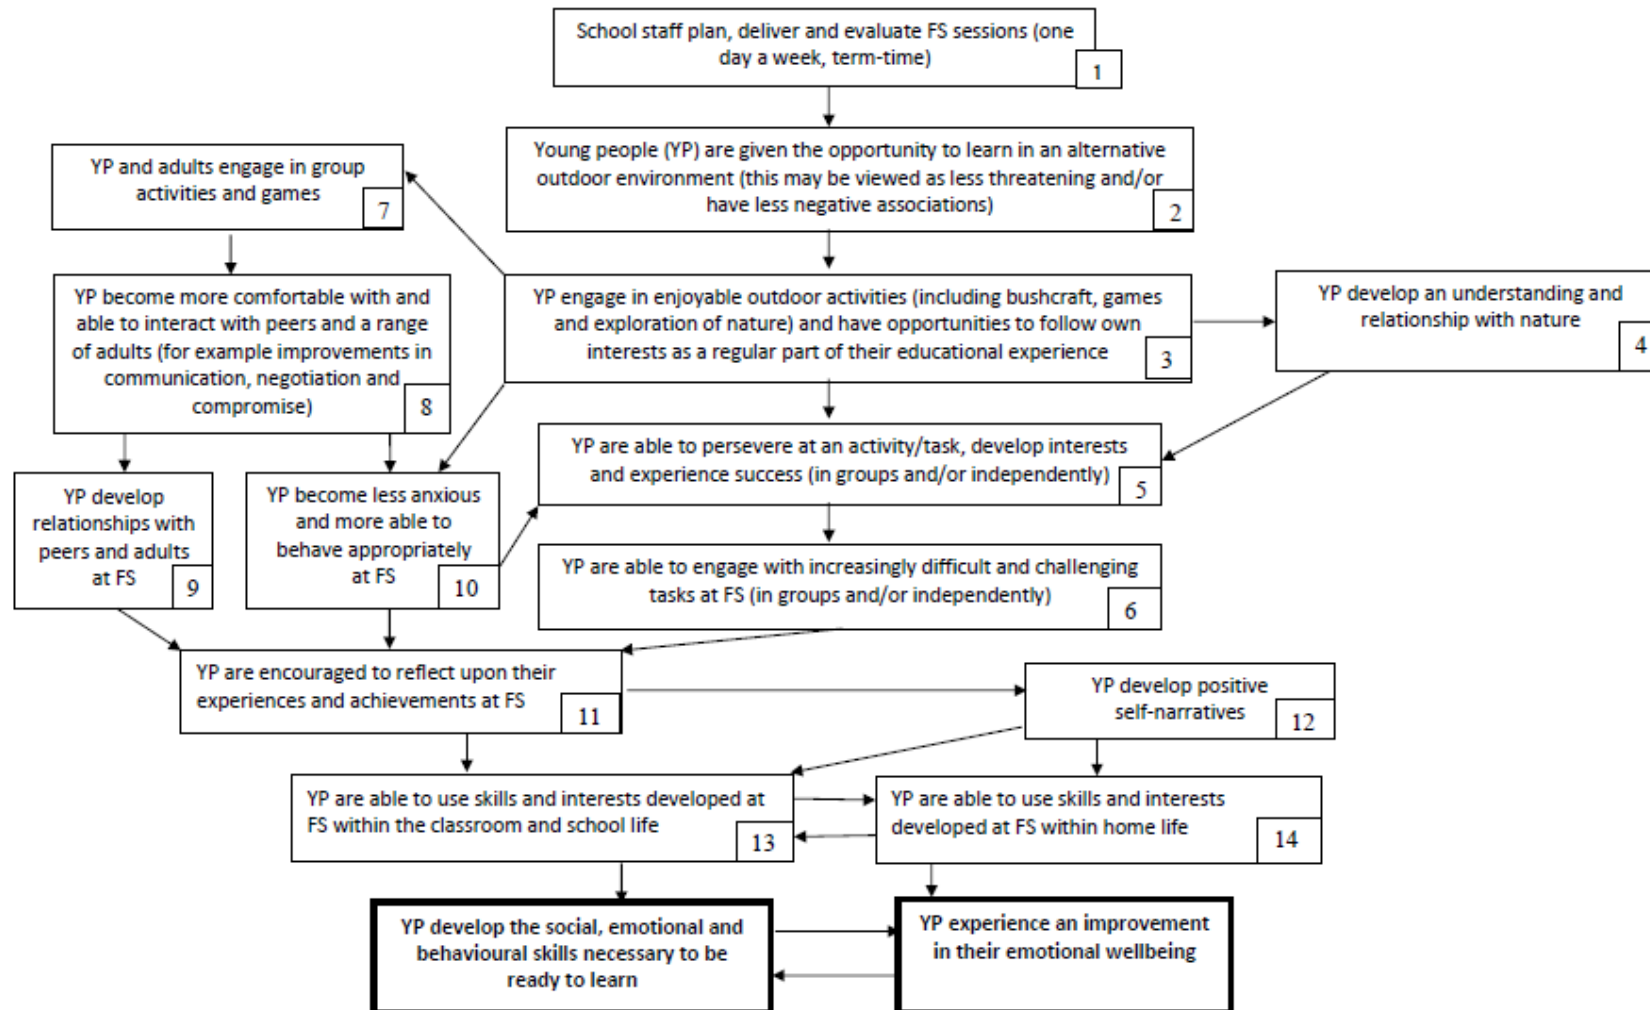 School staff plan, deliver and evaluate FS sessions (one
day a week, term-time)
1
Young people (YP) are given the opportunity to learn in an alternative
outdoor environment (this may be viewed as less threatening and/or
have less negative associations)
2
YP and adults engage in group
activities and games
7
YP become more comfortable with and
able to interact with peers and a range
of adults (for example improvements in
communication, negotiation and
compromise)
8
YP engage in enjoyable outdoor activities (including bushcraft, games
and exploration of nature) and have opportunities to follow own
interests as a regular part of their educational experience
3
YP develop an understanding and
relationship with nature
4
YP are able to persevere at an activity/task, develop interests
and experience success (in groups and/or independently)
5
YP develop
relationships with
peers and adults
at FS
9
YP become less anxious
and more able to
behave appropriately
at FS
10
YP are able to engage with increasingly difficult and challenging
tasks at FS (in groups and/or independently)
6
YP are encouraged to reflect upon their
experiences and achievements at FS
11
YP develop positive
self-narratives
12
YP are able to use skills and interests developed at
FS within the classroom and school life
13
YP are able to use skills and interests
developed at FS within home life
14
YP develop the social, emotional and
behavioural skills necessary to be
ready to learn
YP experience an improvement
in their emotional wellbeing